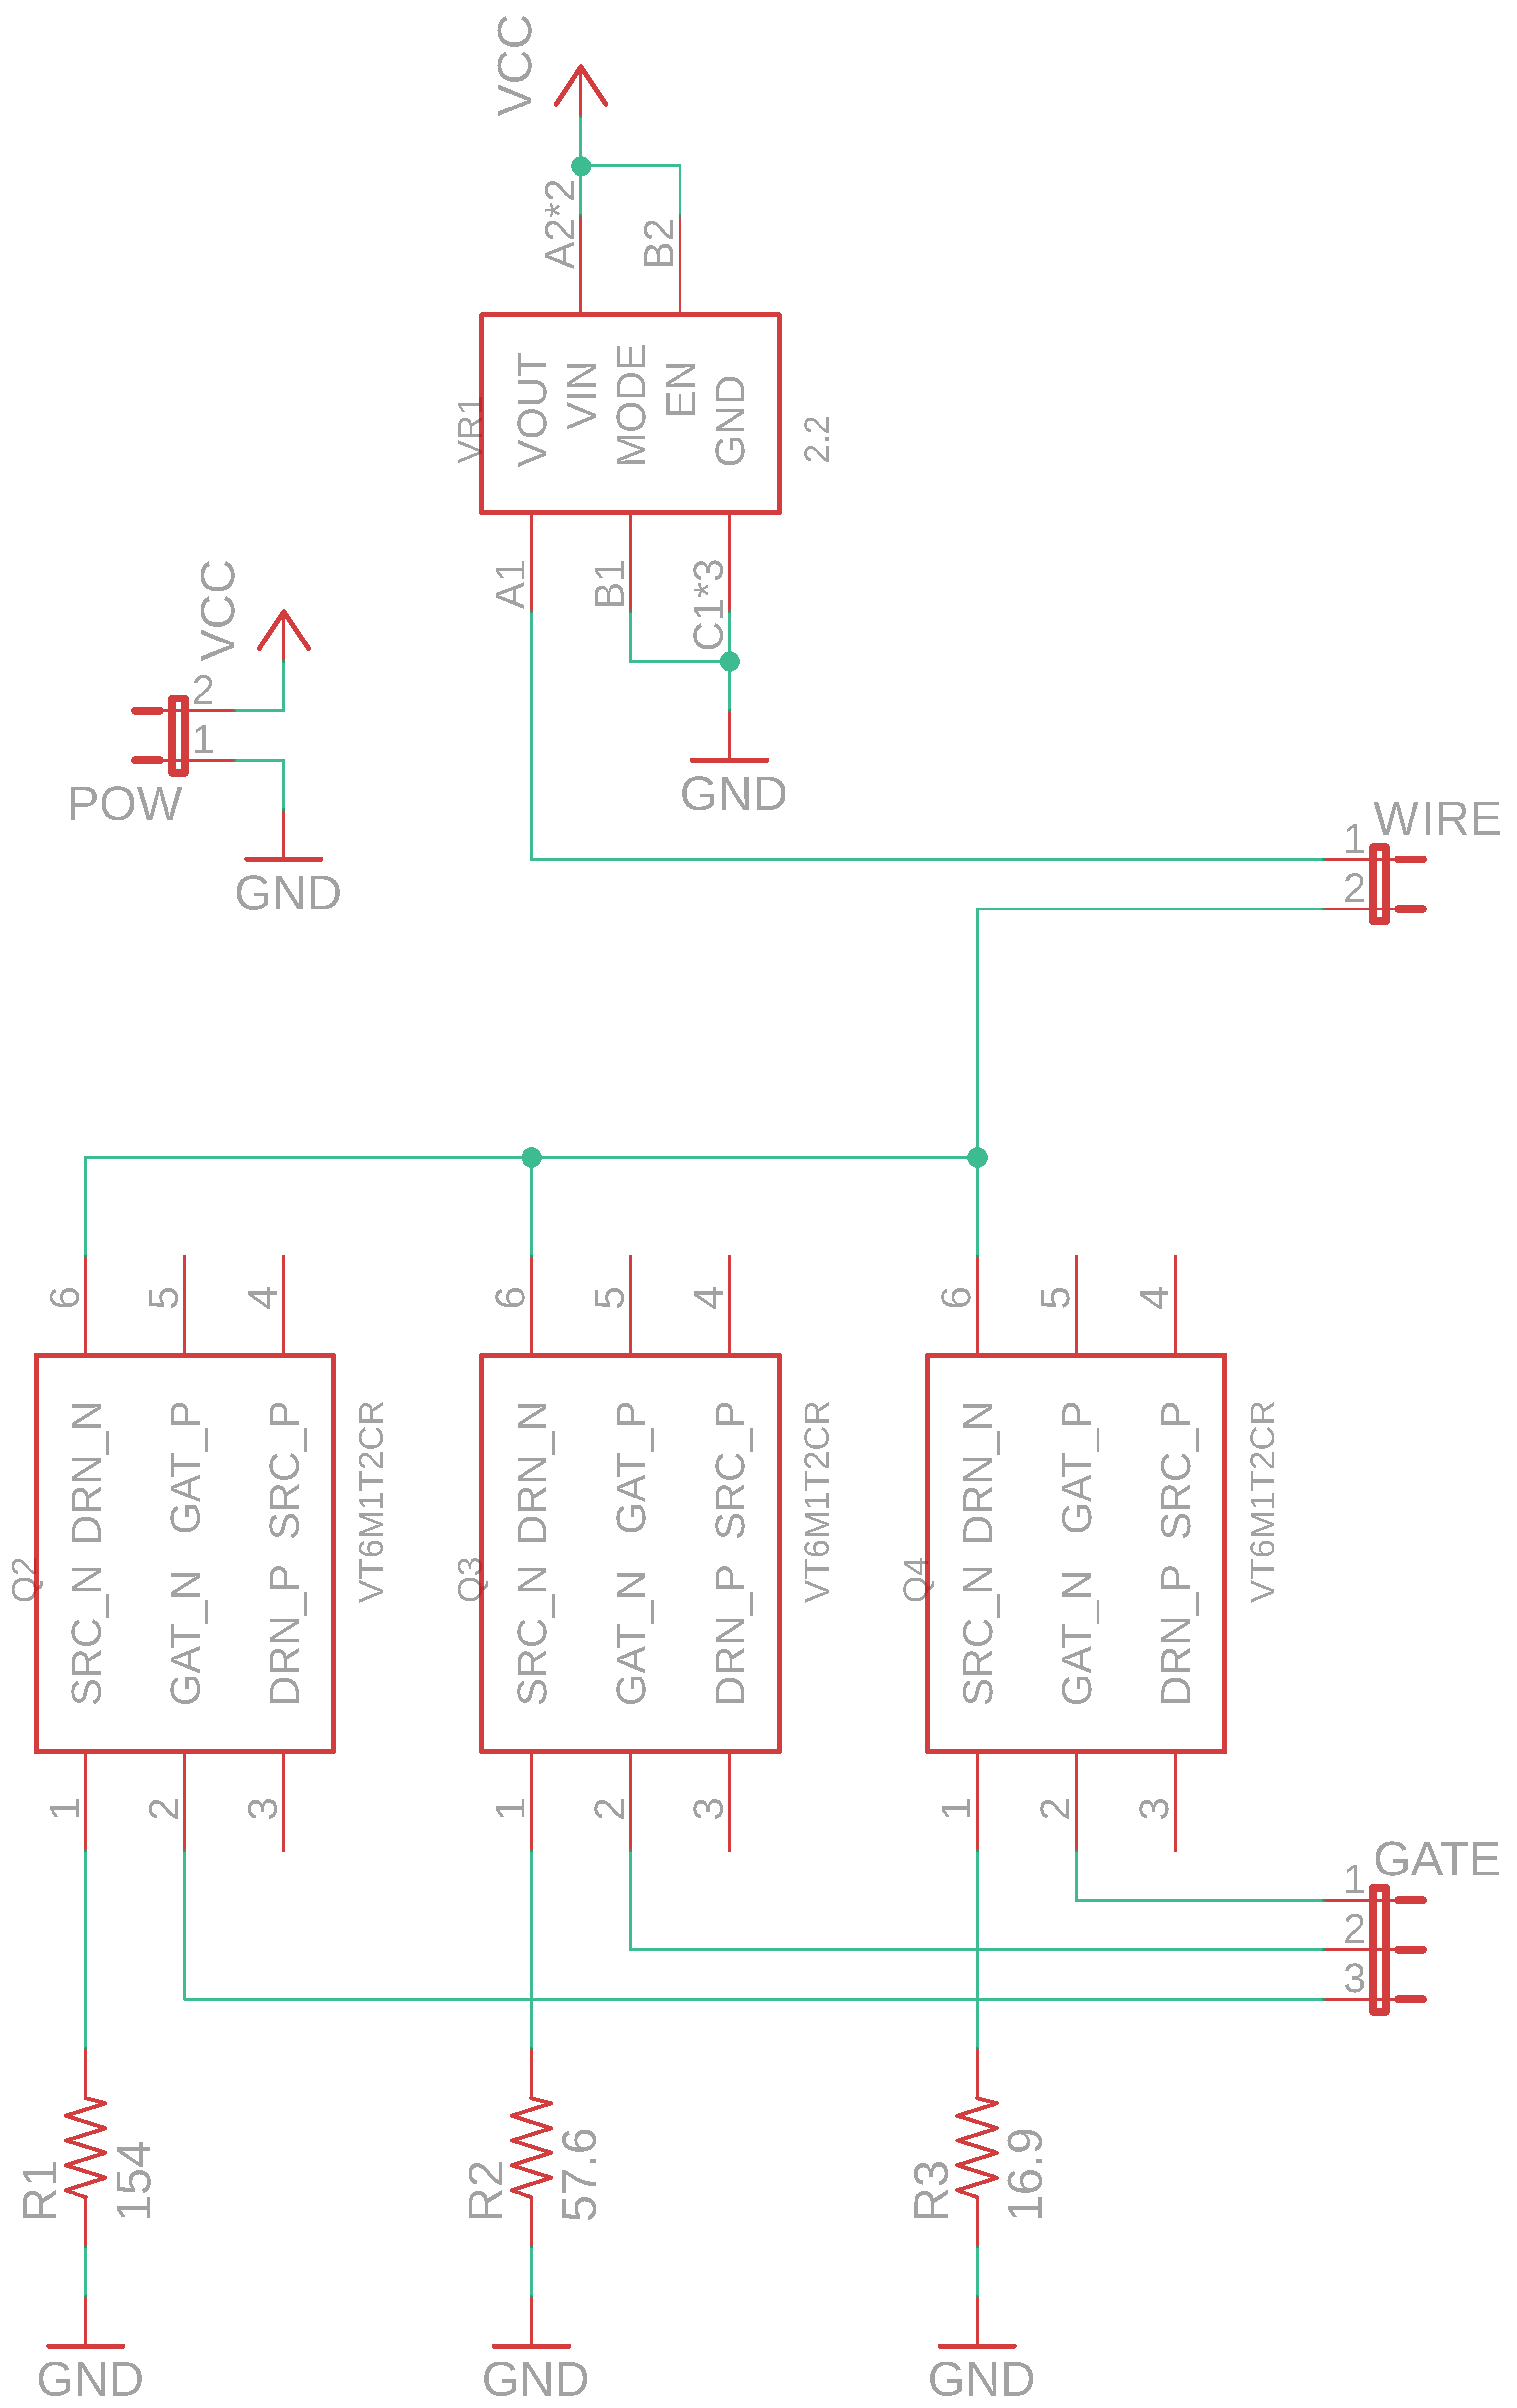 VCC
A2*2
B2
VR1
VOUT
VIN
MODE
EN
GND
2.2
A1
B1
C1*3
GND
VCC
2
1
POW
GND
WIRE
1
2
6
5
4
6
5
4
6
5
4
Q2
SRC_N DRN_N
GAT_N GAT_P
DRN_P SRC_P
VT6M1T2CR
Q3
SRC_N DRN_N
GAT_N GAT_P
DRN_P SRC_P
VT6M1T2CR
Q4
SRC_N DRN_N
GAT_N GAT_P
DRN_P SRC_P
VT6M1T2CR
1
2
3
1
2
3
1
2
3
GATE
1
2
3
R1
154
R2
57.6
R3
16.9
GND
GND
GND